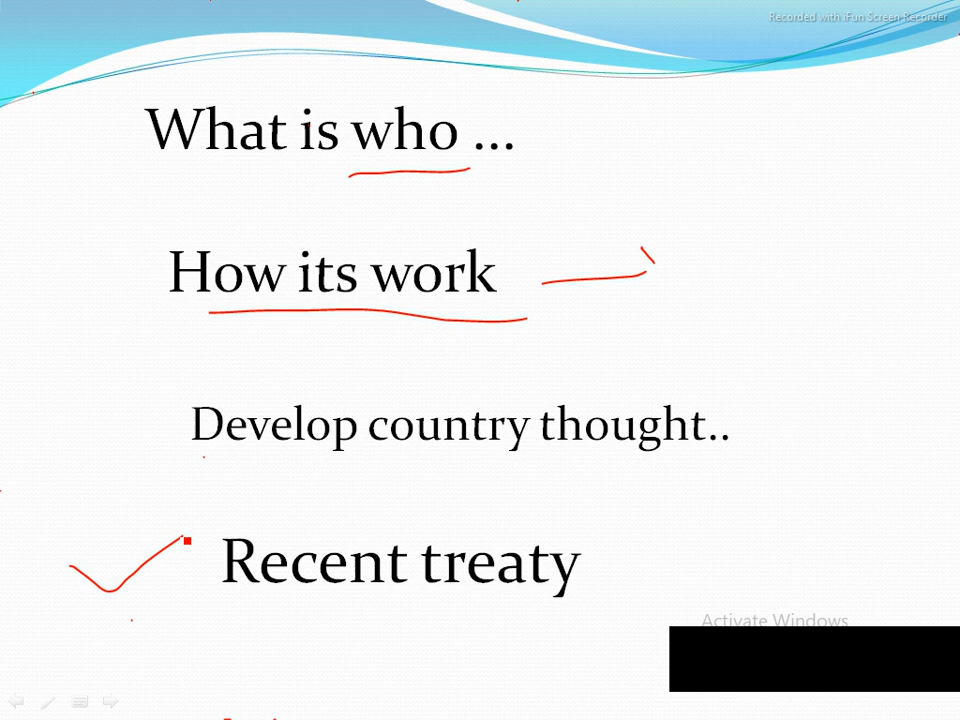 Recorded with iFun Screen Recorder
What is who ...
How its work
Develop country thought..
Recent treaty
Activate Windows